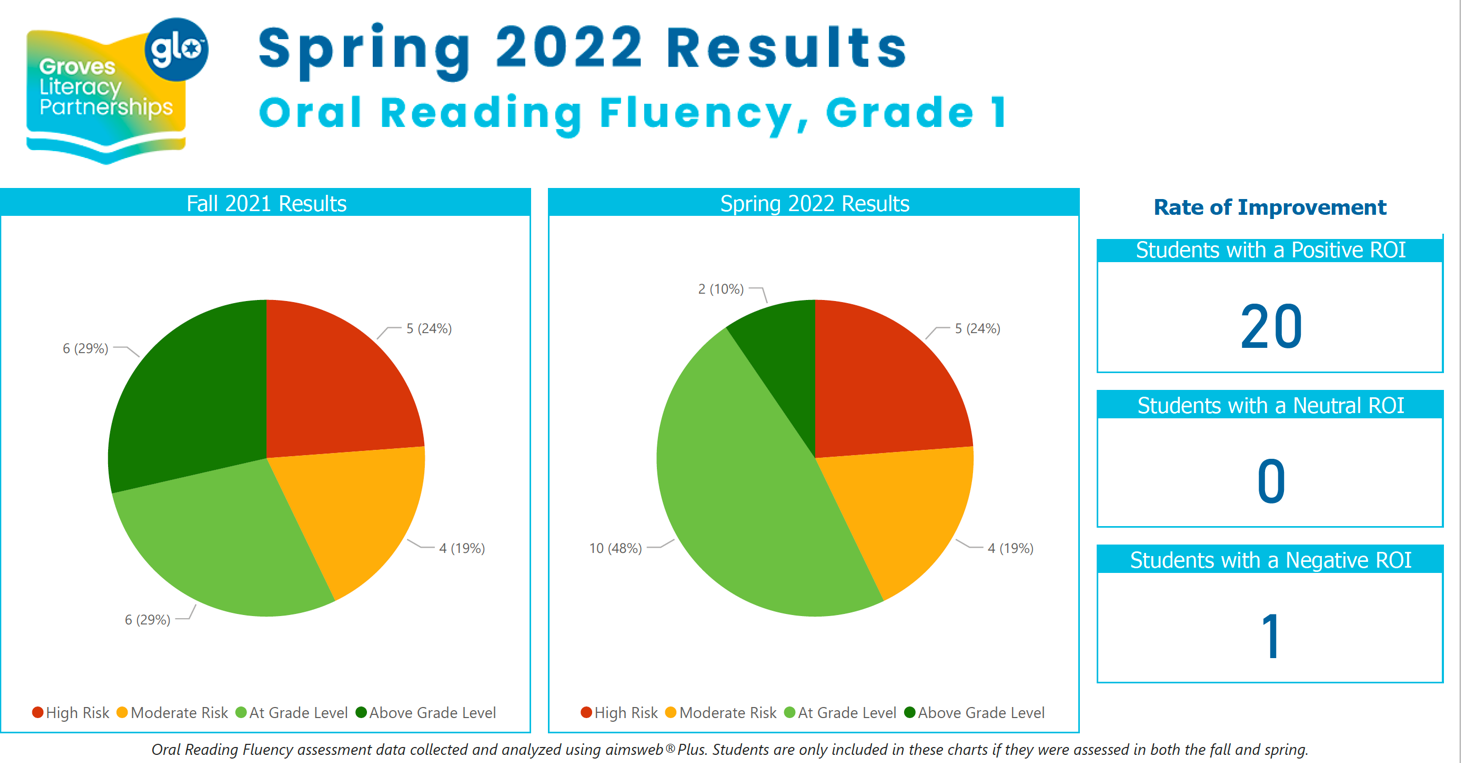 glo™
Groves
Literacy
Partnerships
Spring 2022 Results
Oral Reading Fluency, Grade 1
Fall 2021 Results
5 (24%)
6 (29%)
4 (19%)
6 (29%)
High Risk Moderate Risk At Grade Level Above Grade Level
Spring 2022 Results
2 (10%)
5 (24%)
10 (48%)
4 (19%)
High Risk Moderate Risk At Grade Level Above Grade Level
Rate of Improvement
Students with a Positive ROI
20
Students with a Neutral ROI
0
Students with a Negative ROI
1
Oral Reading Fluency assessment data collected and analyzed using aimsweb®Plus. Students are only included in these charts if they were assessed in both the fall and spring.